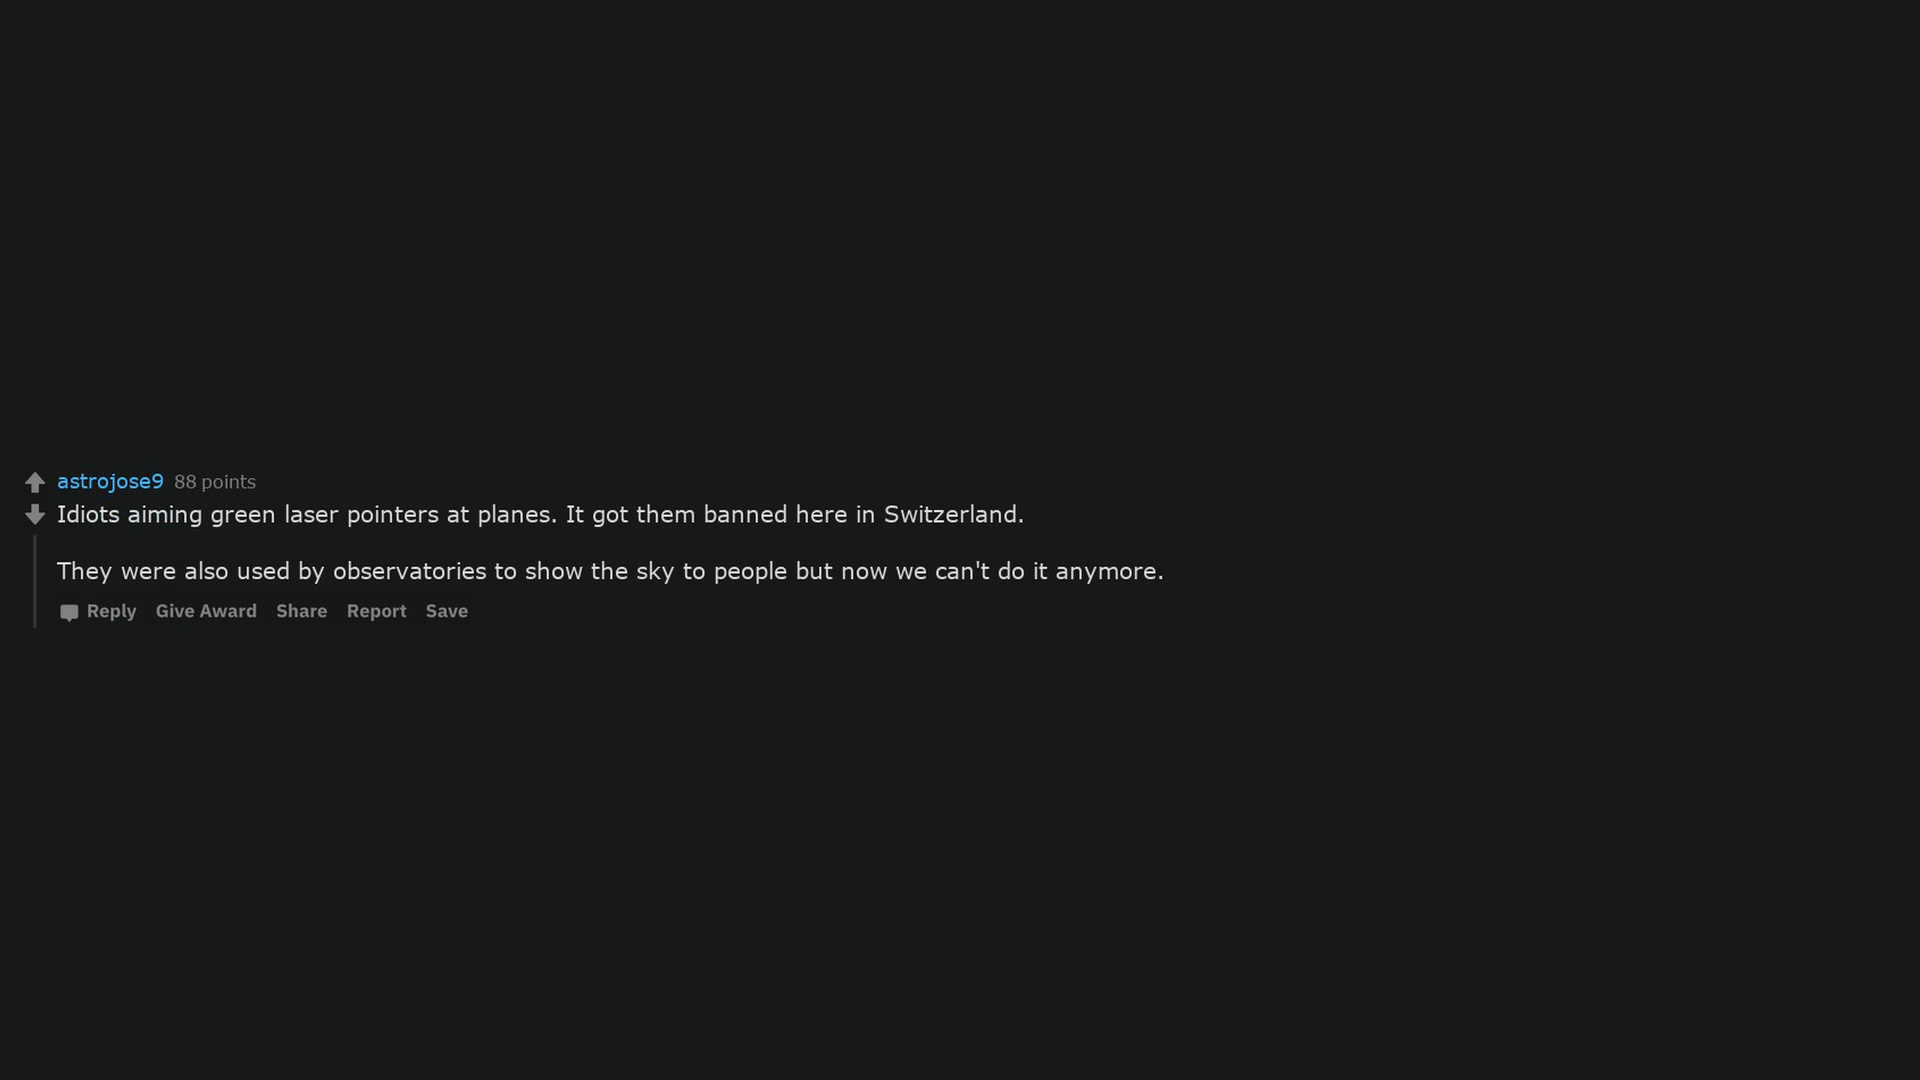 astrojose9 88 points
Idiots aiming green laser pointers at planes. It got them banned here in Switzerland.
They were also used by observatories to show the sky to people but now we can't do it anymore.
Reply Give Award Share Report Save